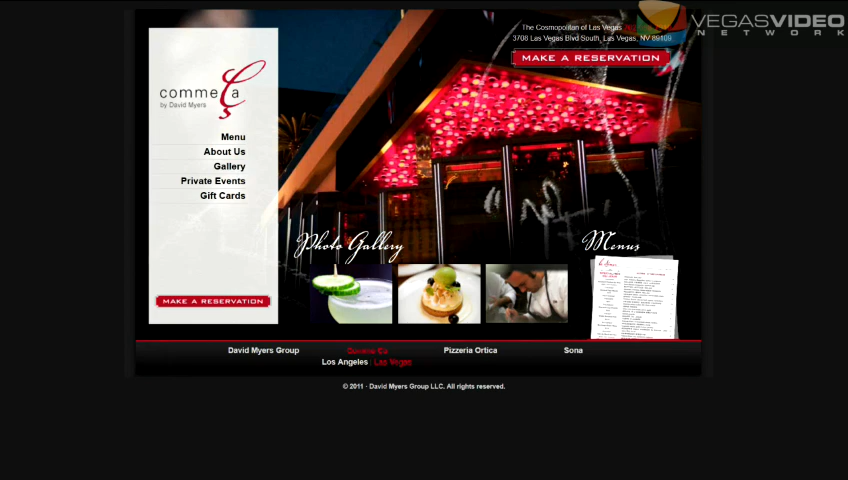 The Cosmopolitan of Las Vegas
3708 Las Vegas Blvd South, Las Vegas, NV 89109
VEGASVIDEO
NETWORK
MAKE A RESERVATION
comme Ça
by David Myers
Menu
About Us
Gallery
Private Events
Gift Cards
MAKE A RESERVATION
Photo Gallery
Menus
David Myers Group
Comme Ça
Pizzeria Ortica
Sona
Los Angeles | Las Vegas
© 2011 - David Myers Group LLC. All rights reserved.